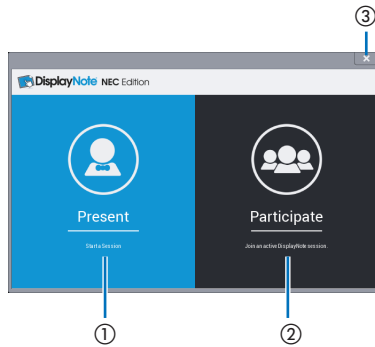 ③
×
DisplayNote NEC Edition
Present
Participate
Start a Session
Join an active DisplayNote session.
①
②